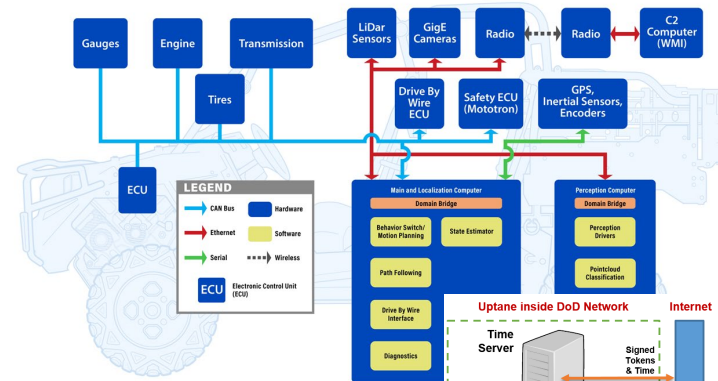 Gauges
Engine
Transmission
Tires
LiDar
Sensors
GigE
Cameras
Radio
Radio
C2
Computer
(WMI)
Drive By
Wire
ECU
Safety ECU
(Mototron)
GPS,
Inertial Sensors,
Encoders
ECU
LEGEND
CAN Bus
Hardware
Ethernet
Software
Serial
Wireless
ECU
Electronic Control Unit
(ECU)
Main and Localization Computer
Domain Bridge
Behavior Switch/
Motion Planning
State Estimator
Path Following
Drive By Wire
Interface
Diagnostics
Perception Computer
Domain Bridge
Perception
Drivers
Pointcloud
Classification
Uptane inside DoD Network
Internet
Time
Server
Signed
Tokens
& Time